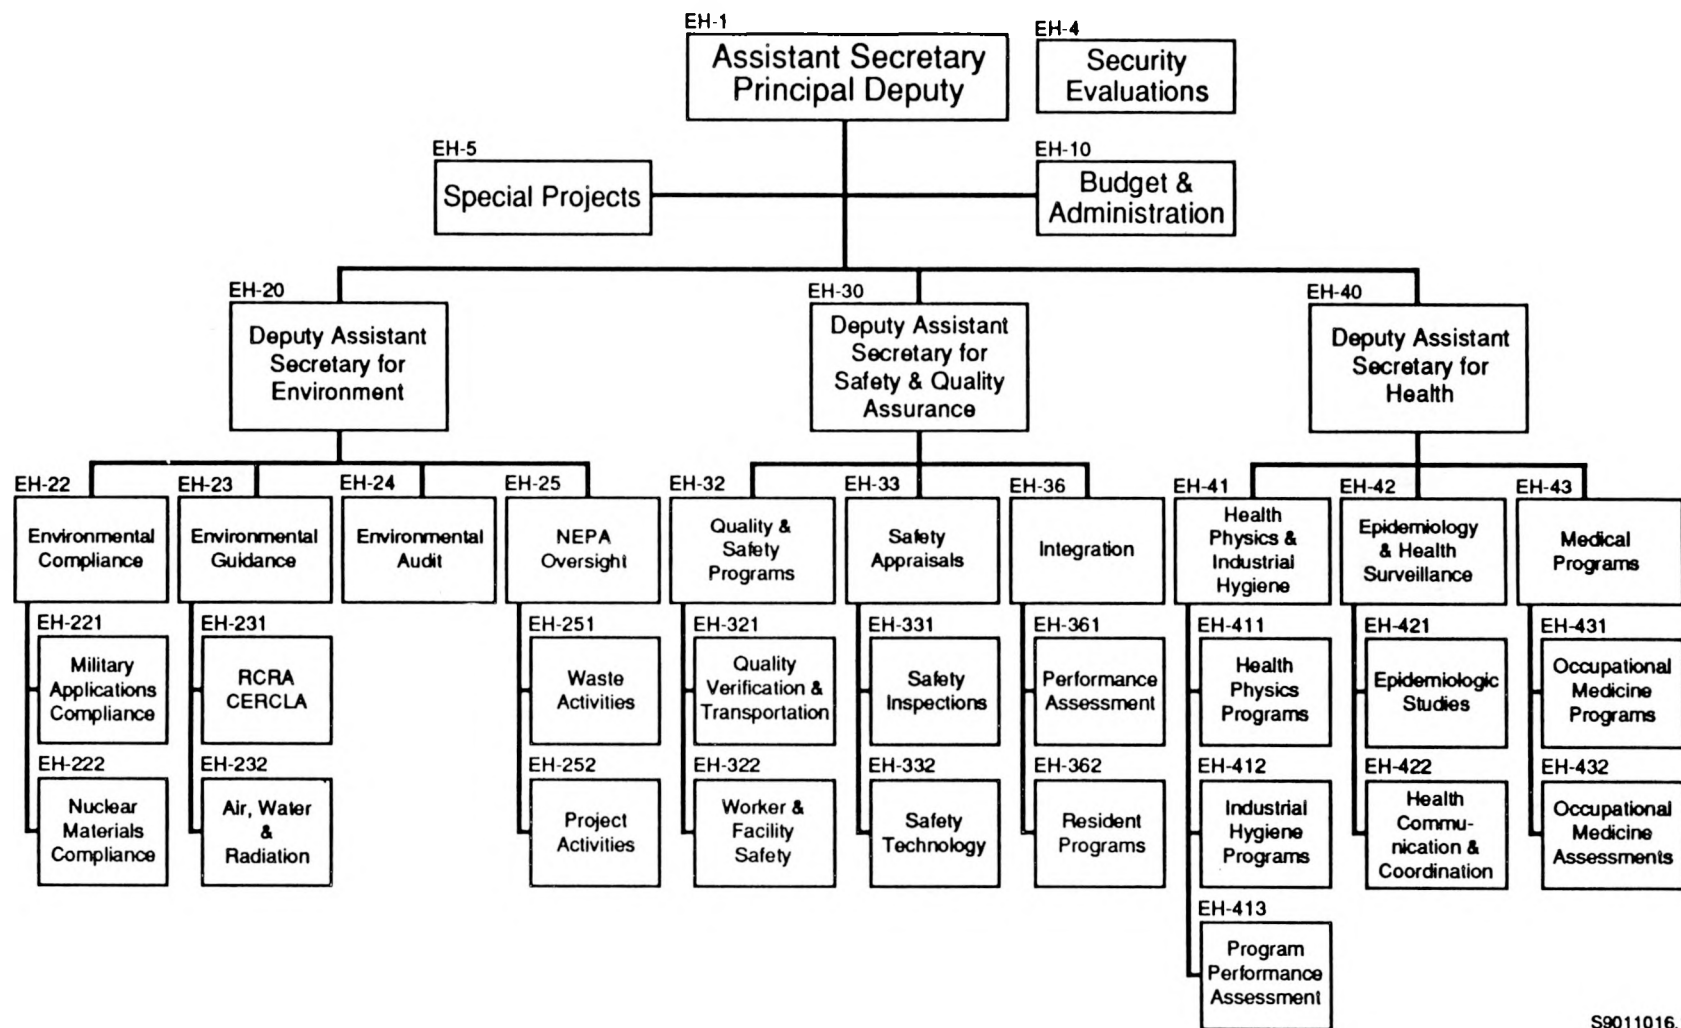 EH-1
Assistant Secretary
Principal Deputy
EH-4
Security
Evaluations
EH-5
Special Projects
EH-10
Budget &
Administration
EH-20
Deputy Assistant
Secretary for
Environment
EH-30
Deputy Assistant
Secretary for
Safety & Quality
Assurance
EH-40
Deputy Assistant
Secretary for
Health
EH-22
Environmental
Compliance
EH-23
Environmental
Guidance
EH-24
Environmental
Audit
EH-25
NEPA
Oversight
EH-32
Quality &
Safety
Programs
EH-33
Safety
Appraisals
EH-36
Integration
EH-41
Health
Physics &
Industrial
Hygiene
EH-42
Epidemiology
& Health
Surveillance
EH-43
Medical
Programs
EH-221
Military
Applications
Compliance
EH-231
RCRA
CERCLA
EH-251
Waste
Activities
EH-321
Quality
Verification &
Transportation
EH-331
Safety
Inspections
EH-361
Performance
Assessment
EH-411
Health
Physics
Programs
EH-421
Epidemiologic
Studies
EH-431
Occupational
Medicine
Programs
EH-222
Nuclear
Materials
Compliance
EH-232
Air, Water
&
Radiation
EH-252
Project
Activities
EH-322
Worker &
Facility
Safety
EH-332
Safety
Technology
EH-362
Resident
Programs
EH-412
Industrial
Hygiene
Programs
EH-422
Health
Commu-
nication &
Coordination
EH-432
Occupational
Medicine
Assessments
EH-413
Program
Performance
Assessment
S9011016.